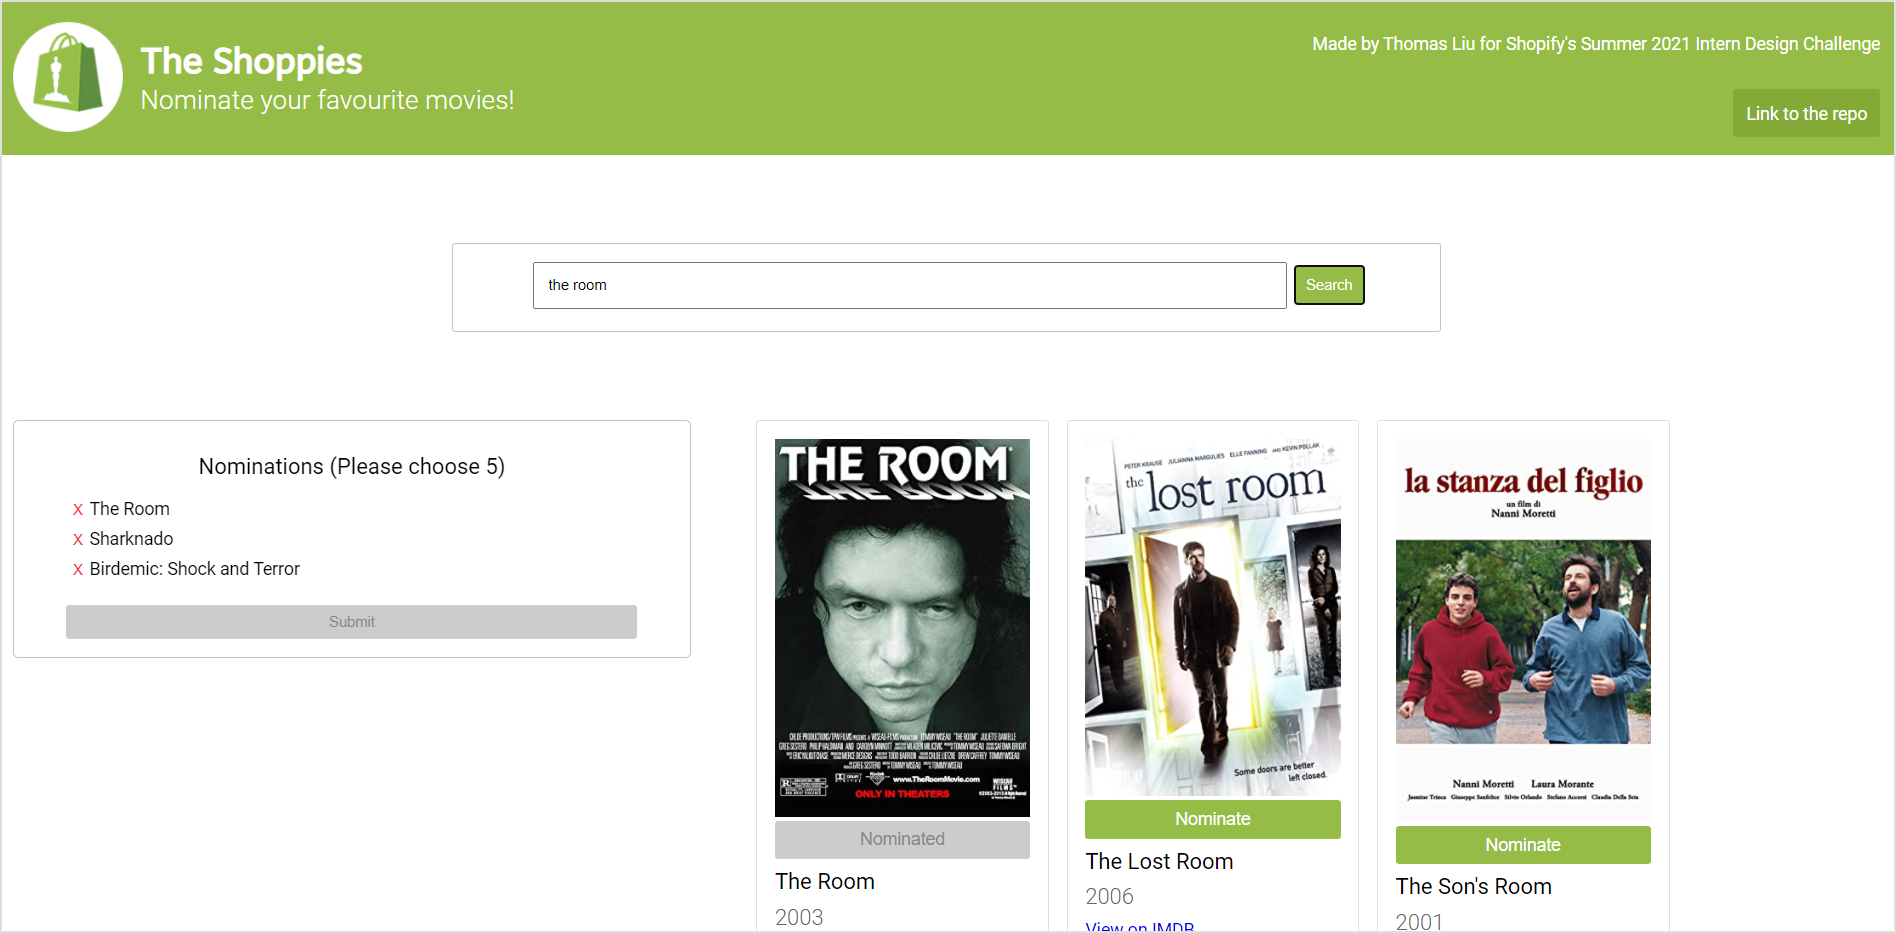 The Shoppies
Nominate your favourite movies!
Made by Thomas Liu for Shopify's Summer 2021 Intern Design Challenge
Link to the repo
the room
Search
Nominations (Please choose 5)
X The Room
X Sharknado
X Birdemic: Shock and Terror
Submit
THE ROOM
www.TheRoomMovie.com
ONLY IN THEATERS
Nominated
The Room
2003
PETER KRAUSE JULIANNA MARGULIES ELLE FANNING AND KEVIN POLLAK
the lost room
Some doors are better
left closed.
Nominate
The Lost Room
2006
View on IMDB
la stanza del figlio
un film di
Nanni Moretti
Nanni Moretti Laura Morante
Jasmine Trinca Giuseppe Sanfelice Silvio Orlando Stefano Accorsi Claudia Della Seta
Nominate
The Son's Room
2001